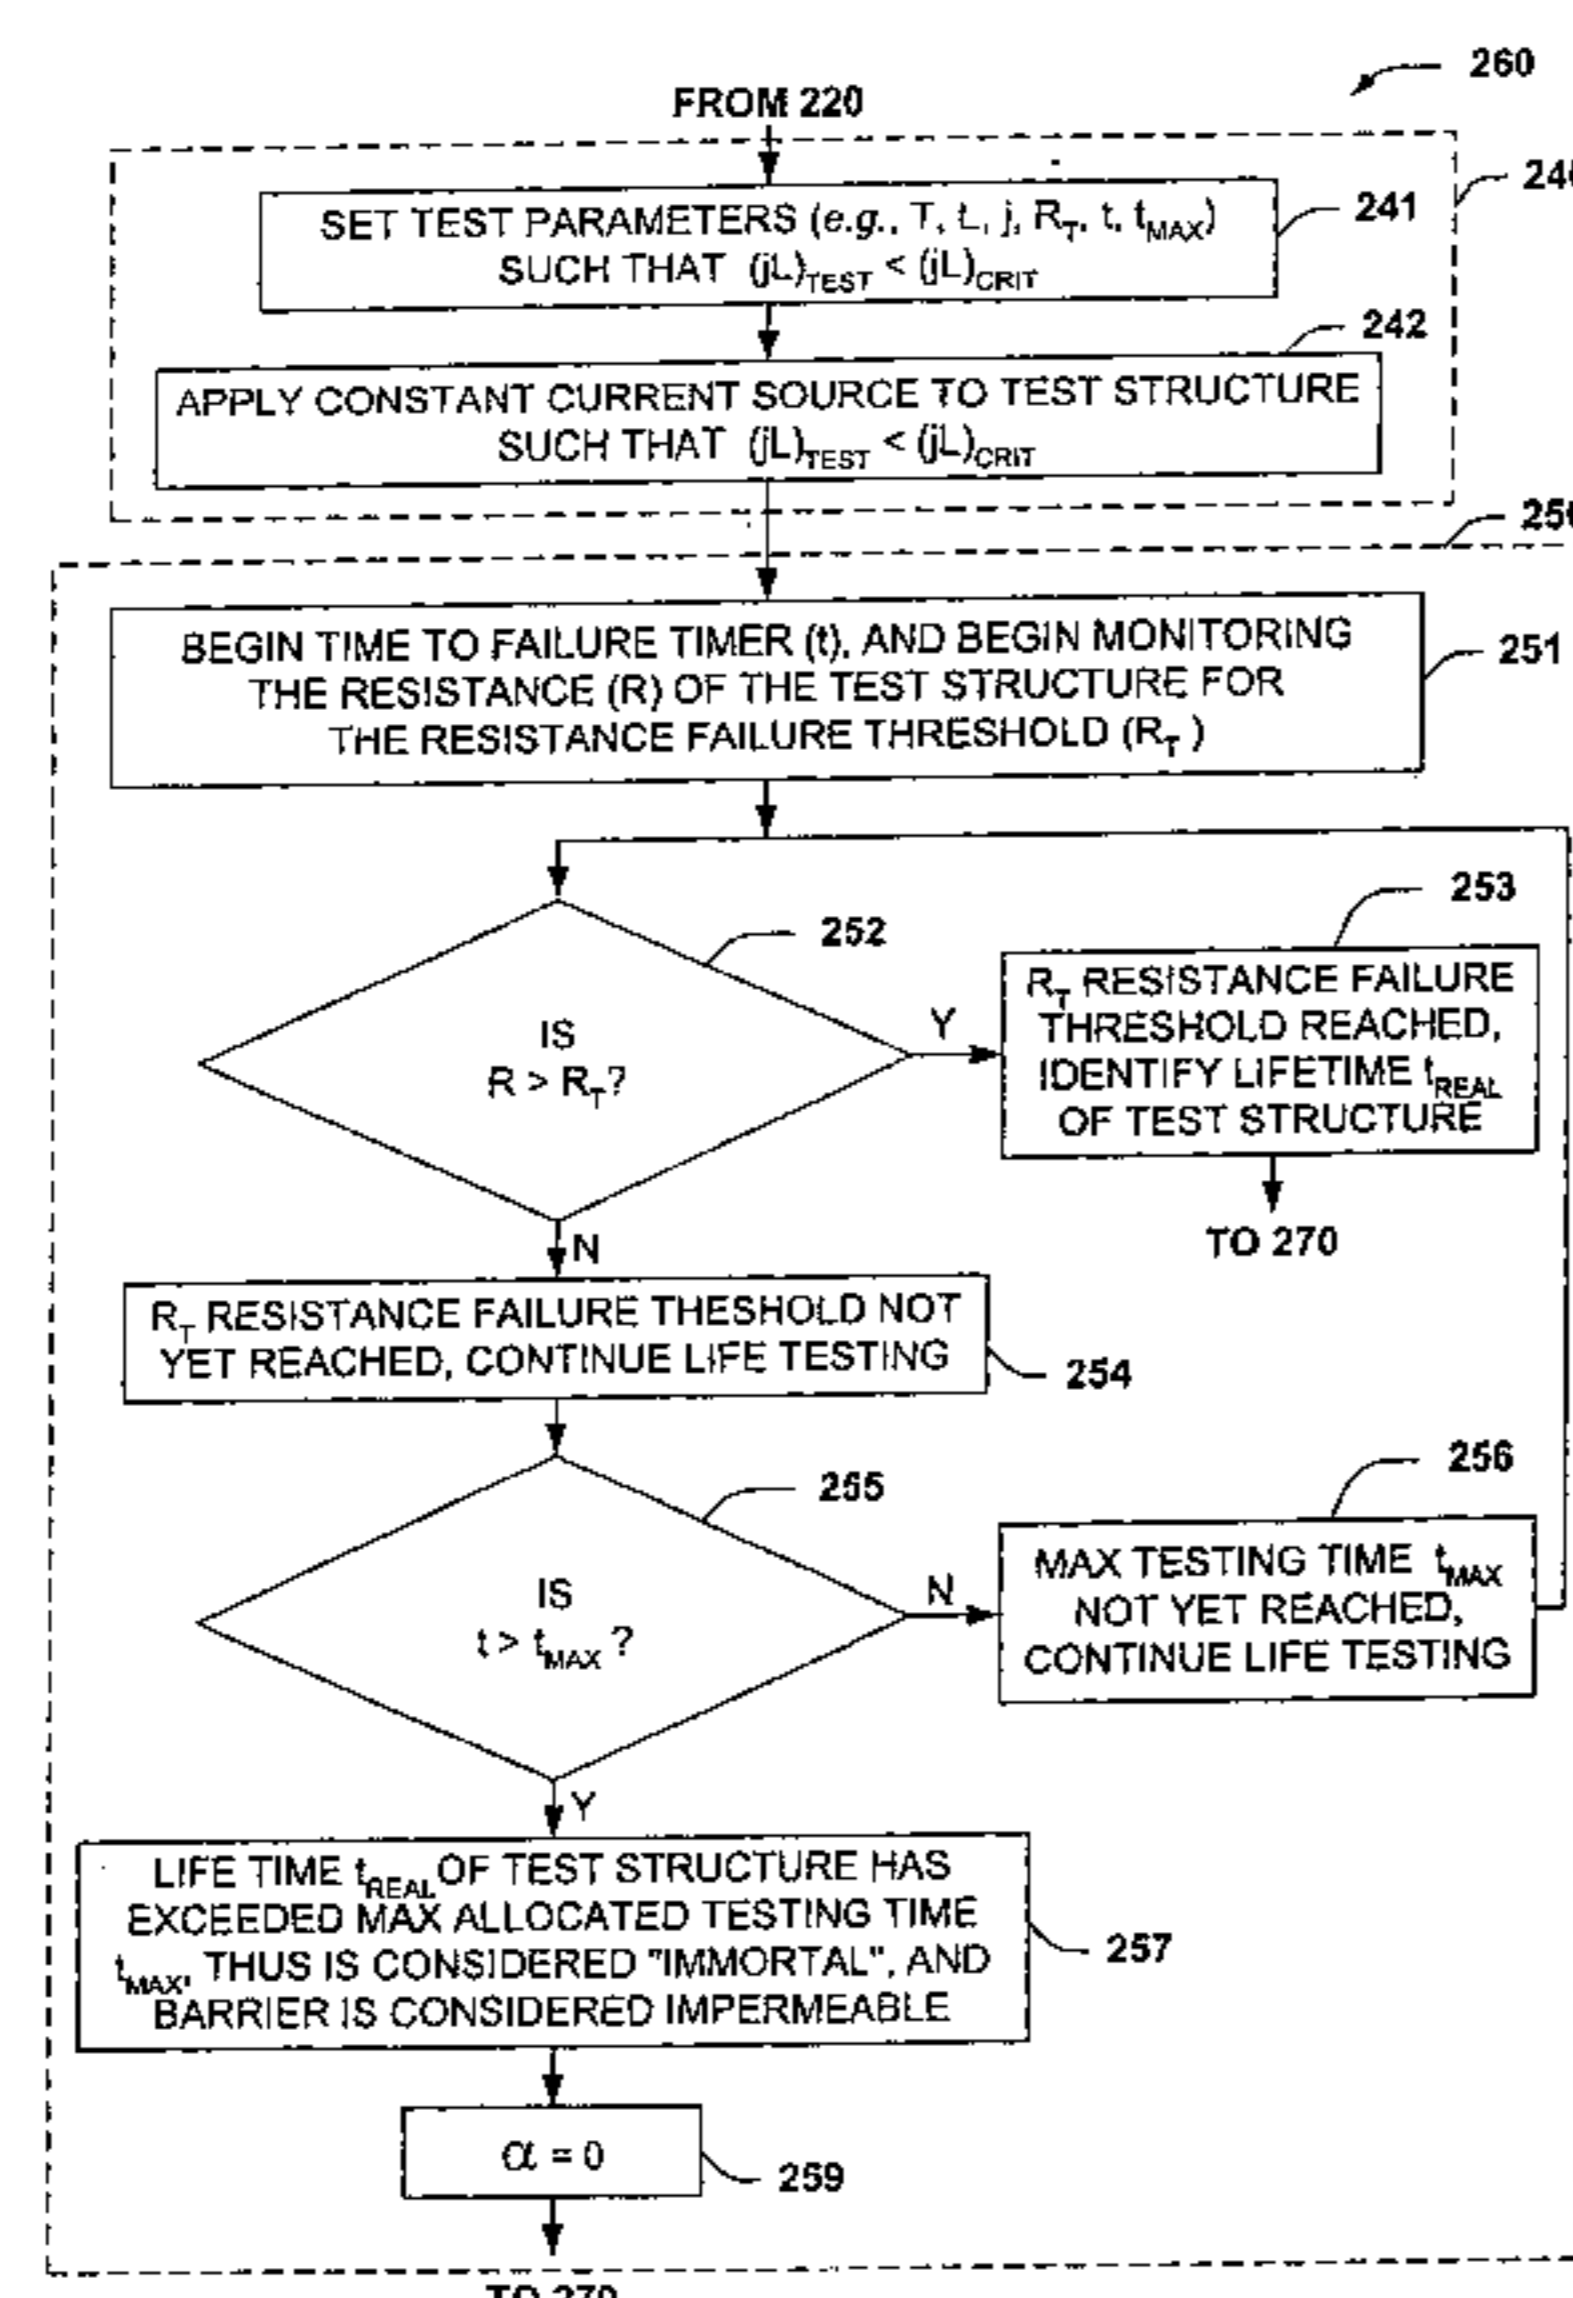 260
FROM 220
SET TEST PARAMETERS (e.g., T, L, j, R_T, t, t_MAX)
SUCH THAT (jL)_TEST < (jL)_CRIT
241
242
APPLY CONSTANT CURRENT SOURCE TO TEST STRUCTURE
SUCH THAT (jL)_TEST < (jL)_CRIT
BEGIN TIME TO FAILURE TIMER (t), AND BEGIN MONITORING
THE RESISTANCE (R) OF THE TEST STRUCTURE FOR
THE RESISTANCE FAILURE THRESHOLD (R_T )
251
252
IS
R > R_T?
Y
253
R_T RESISTANCE FAILURE
THRESHOLD REACHED,
IDENTIFY LIFETIME t_REAL
OF TEST STRUCTURE
TO 270
N
R_T RESISTANCE FAILURE THESHOLD NOT
YET REACHED, CONTINUE LIFE TESTING
254
255
IS
t > t_MAX ?
N
256
MAX TESTING TIME t_MAX
NOT YET REACHED,
CONTINUE LIFE TESTING
Y
LIFE TIME t_REAL OF TEST STRUCTURE HAS
EXCEEDED MAX ALLOCATED TESTING TIME
t_MAX, THUS IS CONSIDERED "IMMORTAL", AND
BARRIER IS CONSIDERED IMPERMEABLE
257
α = 0
259